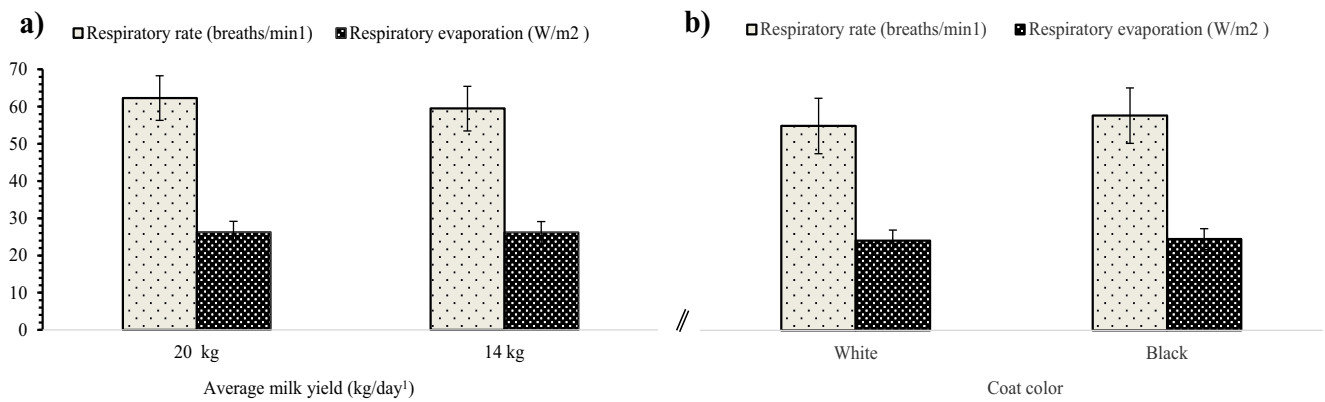 a)
Respiratory rate (breaths/min1) Respiratory evaporation (W/m2 )
70
60
50
40
30
20
10
0
20 kg 14 kg
Average milk yield (kg/day¹)
b)
Respiratory rate (breaths/min1) Respiratory evaporation (W/m2 )
//
White Black
Coat color